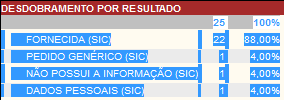 DESDOBRAMENTO POR RESULTADO
25 100%
FORNECIDA (SIC) 22 88,00%
PEDIDO GENÉRICO (SIC) 1 4,00%
NÃO POSSUI A INFORMAÇÃO (SIC) 1 4,00%
DADOS PESSOAIS (SIC) 1 4,00%